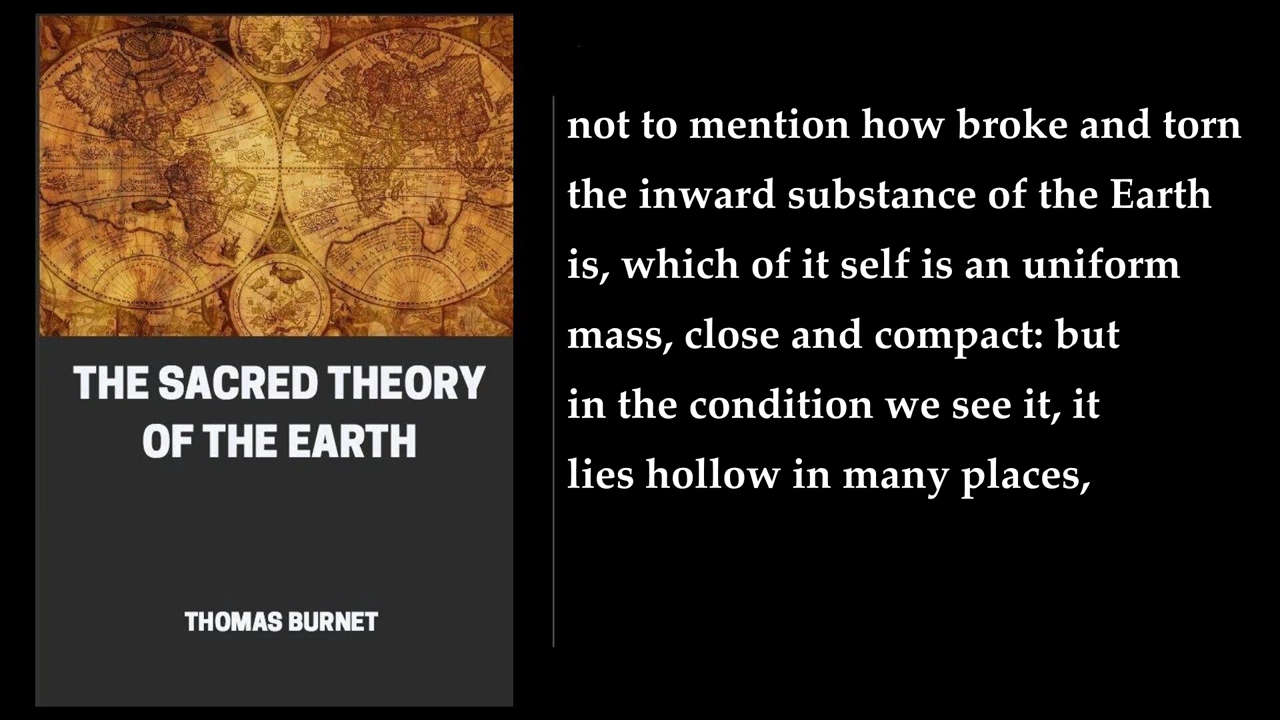 THE SACRED THEORY
OF THE EARTH
THOMAS BURNET
not to mention how broke and torn
the inward substance of the Earth
is, which of it self is an uniform
mass, close and compact: but
in the condition we see it, it
lies hollow in many places,